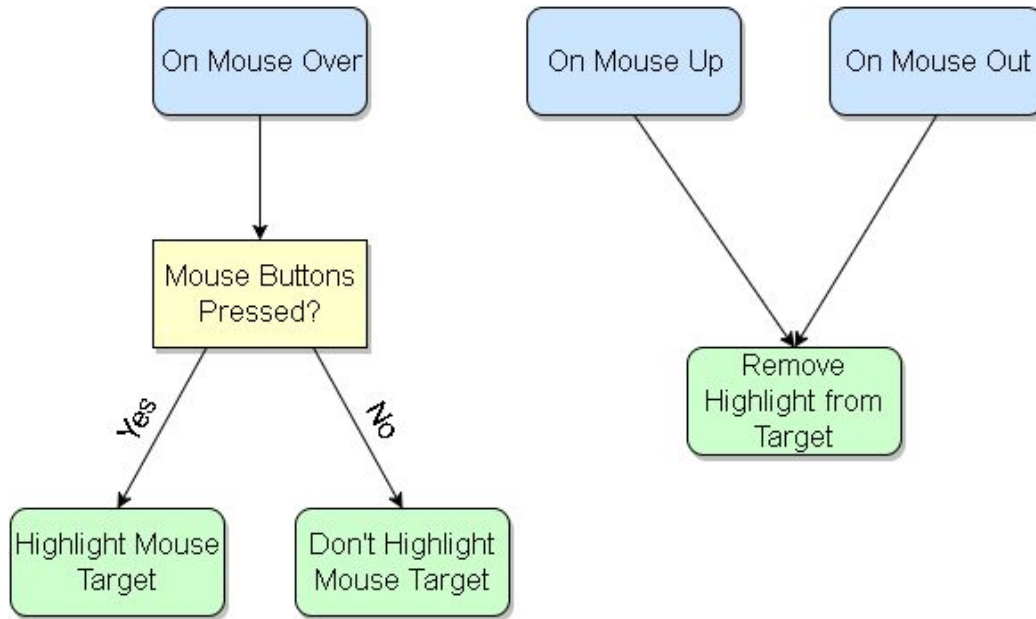 On Mouse Over
On Mouse Up
On Mouse Out
Mouse Buttons
Pressed?
Yes
No
Remove
Highlight from
Target
Highlight Mouse
Target
Don't Highlight
Mouse Target